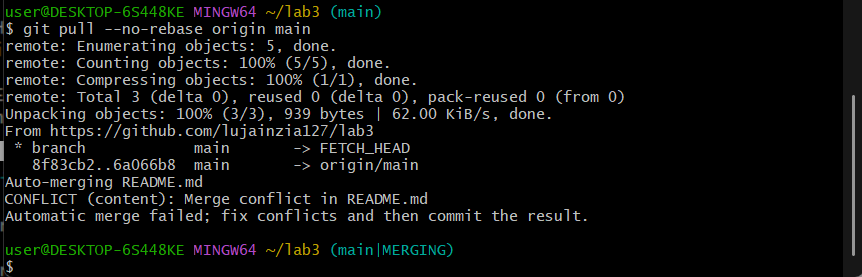 user@DESKTOP-6S448KE MINGW64 ~/lab3 (main)
$ git pull --no-rebase origin main
remote: Enumerating objects: 5, done.
remote: Counting objects: 100% (5/5), done.
remote: Compressing objects: 100% (1/1), done.
remote: Total 3 (delta 0), reused 0 (delta 0), pack-reused 0 (from 0)
Unpacking objects: 100% (3/3), 939 bytes | 62.00 KiB/s, done.
From https://github.com/lujainzia127/lab3
 * branch            main       -> FETCH_HEAD
   8f83cb2..6a066b8  main       -> origin/main
Auto-merging README.md
CONFLICT (content): Merge conflict in README.md
Automatic merge failed; fix conflicts and then commit the result.
user@DESKTOP-6S448KE MINGW64 ~/lab3 (main|MERGING)
$